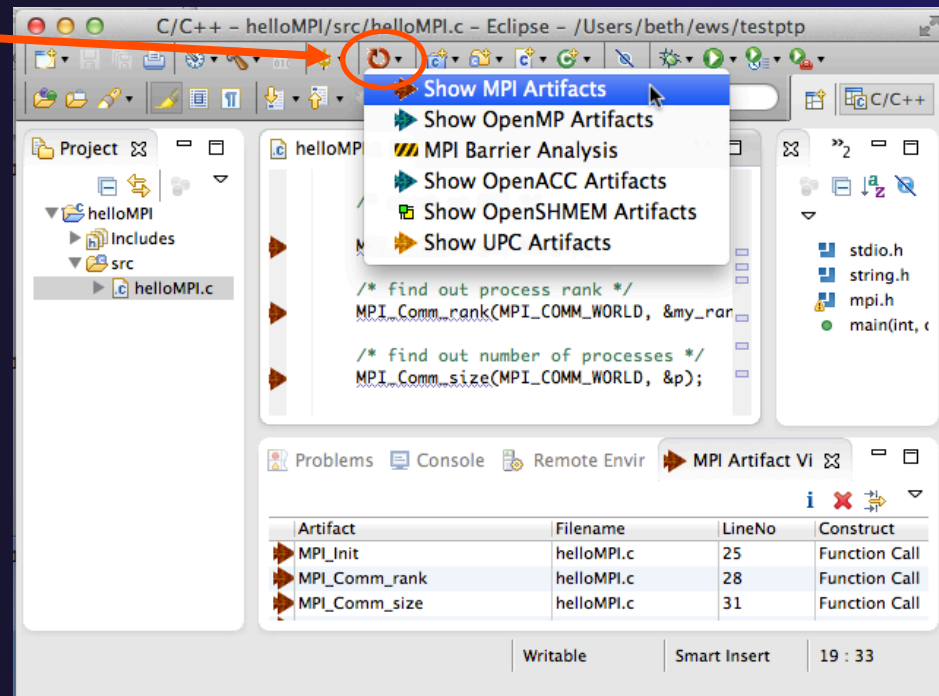 C/C++ – helloMPI/src/helloMPI.c – Eclipse – /Users/beth/ews/testptp
Show MPI Artifacts
Show OpenMP Artifacts
MPI Barrier Analysis
Show OpenACC Artifacts
Show OpenSHMEM Artifacts
Show UPC Artifacts
C/C++
Project
helloMPI
Includes
src
helloMPI.c
helloMP
/* find out process rank */
MPI_Comm_rank(MPI_COMM_WORLD, &my_ran
/* find out number of processes */
MPI_Comm_size(MPI_COMM_WORLD, &p);
»2
stdio.h
string.h
mpi.h
main(int, c
Problems
Console
Remote Envir
MPI Artifact Vi
Artifact Filename LineNo Construct
MPI_Init helloMPI.c 25 Function Call
MPI_Comm_rank helloMPI.c 28 Function Call
MPI_Comm_size helloMPI.c 31 Function Call
Writable
Smart Insert
19 : 33